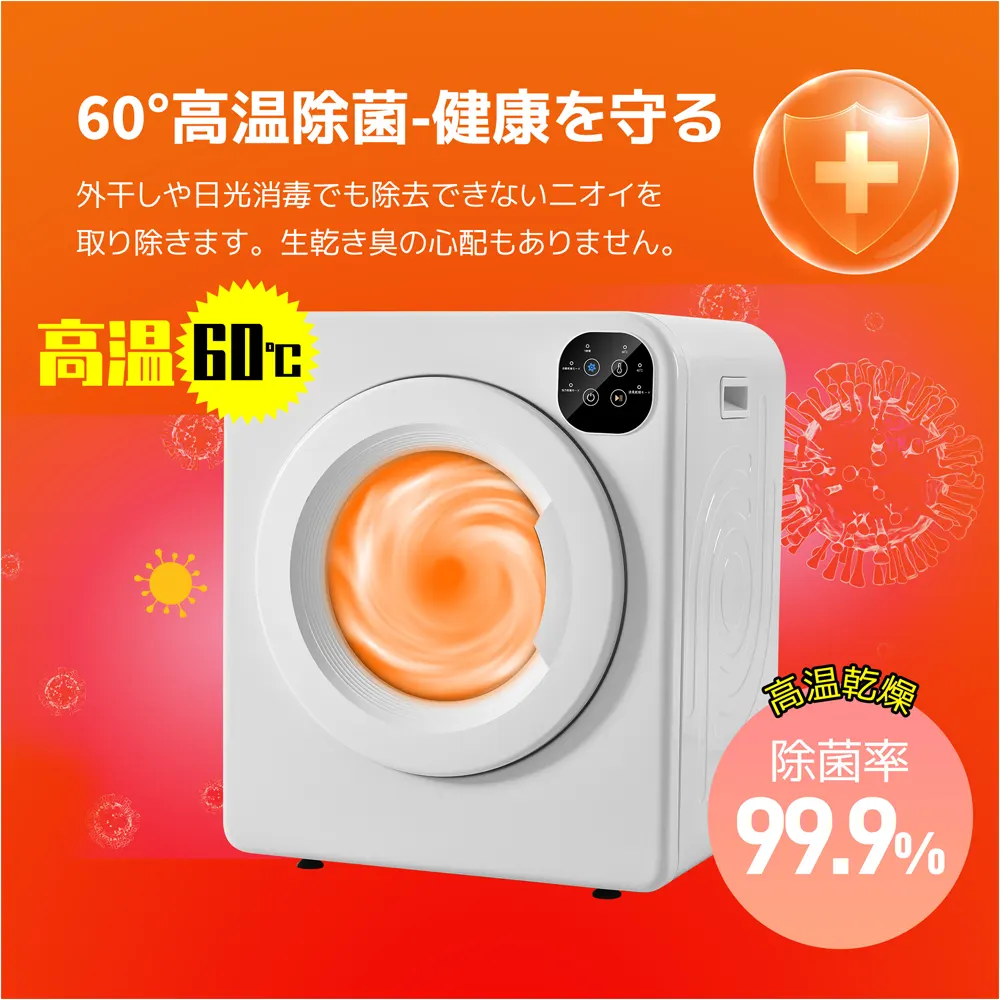 60°高温除菌-健康を守る
外干しや日光消毒でも除去できないニオイを
取り除きます。生乾き臭の心配もありません。
高温60℃
高温乾燥
除菌率
99.9%